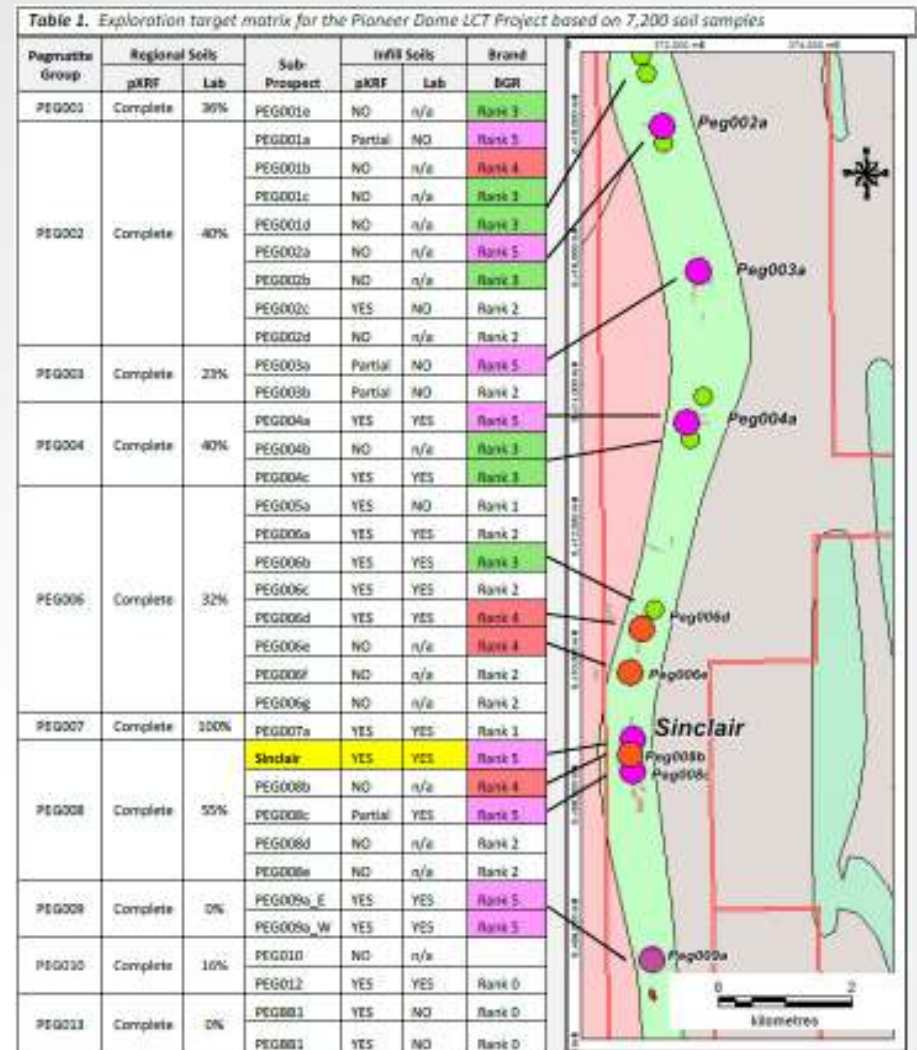 Table 1. Exploration target matrix for the Pioneer Dome LCT Project based on 7,200 soil samples
Pegmatite Group Regional Soils Sub-Prospect Infill Soils Brand
pXRF Lab pXRF Lab BGR
PEG001 Complete 36% PEG001e NO n/a Rank 3
PEG001a Partial NO Rank 5
PEG001b NO n/a Rank 4
PEG001c NO n/a Rank 3
PEG002 Complete 40% PEG001d NO n/a Rank 3
PEG002a NO n/a Rank 5
PEG002b NO n/a Rank 3
PEG002c YES NO Rank 2
PEG002d NO n/a Rank 2
PEG003 Complete 23% PEG003a Partial NO Rank 5
PEG003b Partial NO Rank 2
PEG004a YES YES Rank 5
PEG004 Complete 40% PEG004b NO n/a Rank 3
PEG004c YES YES Rank 3
PEG005a YES NO Rank 1
PEG006a YES YES Rank 2
PEG006b YES YES Rank 3
PEG006 Complete 32% PEG006c YES YES Rank 2
PEG006d YES YES Rank 4
PEG006e NO n/a Rank 4
PEG006f NO n/a Rank 2
PEG006g NO n/a Rank 2
PEG007 Complete 100% PEG007a YES YES Rank 1
Sinclair YES YES Rank 5
PEG008b NO n/a Rank 4
PEG008 Complete 55% PEG008c Partial YES Rank 5
PEG008d NO n/a Rank 2
PEG008e NO n/a Rank 2
PEG009 Complete 0% PEG009a_E YES YES Rank 5
PEG009a_W YES YES Rank 5
PEG010 Complete 16% PEG010 NO n/a
PEG012 YES YES Rank 0
PEG013 Complete 0% PEGBB1 YES NO Rank 0
PEGBB1 YES NO Rank 0
372,000 mE 374,000 mE
Peg002a
Peg003a
Peg004a
Peg006d
Peg006e
Sinclair
Peg008b
Peg008c
Peg009a
0 2
kilometres